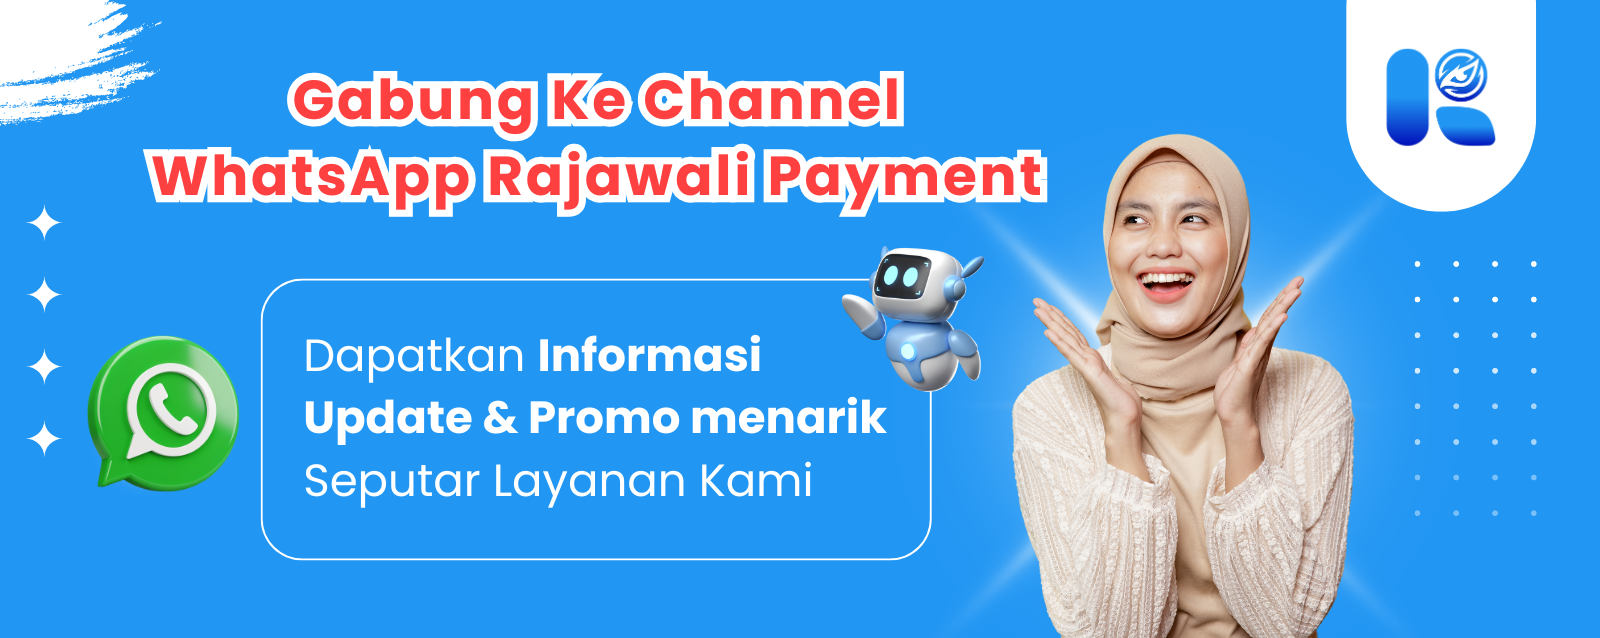 Gabung Ke Channel
WhatsApp Rajawali Payment
Dapatkan Informasi
Update & Promo menarik
Seputar Layanan Kami